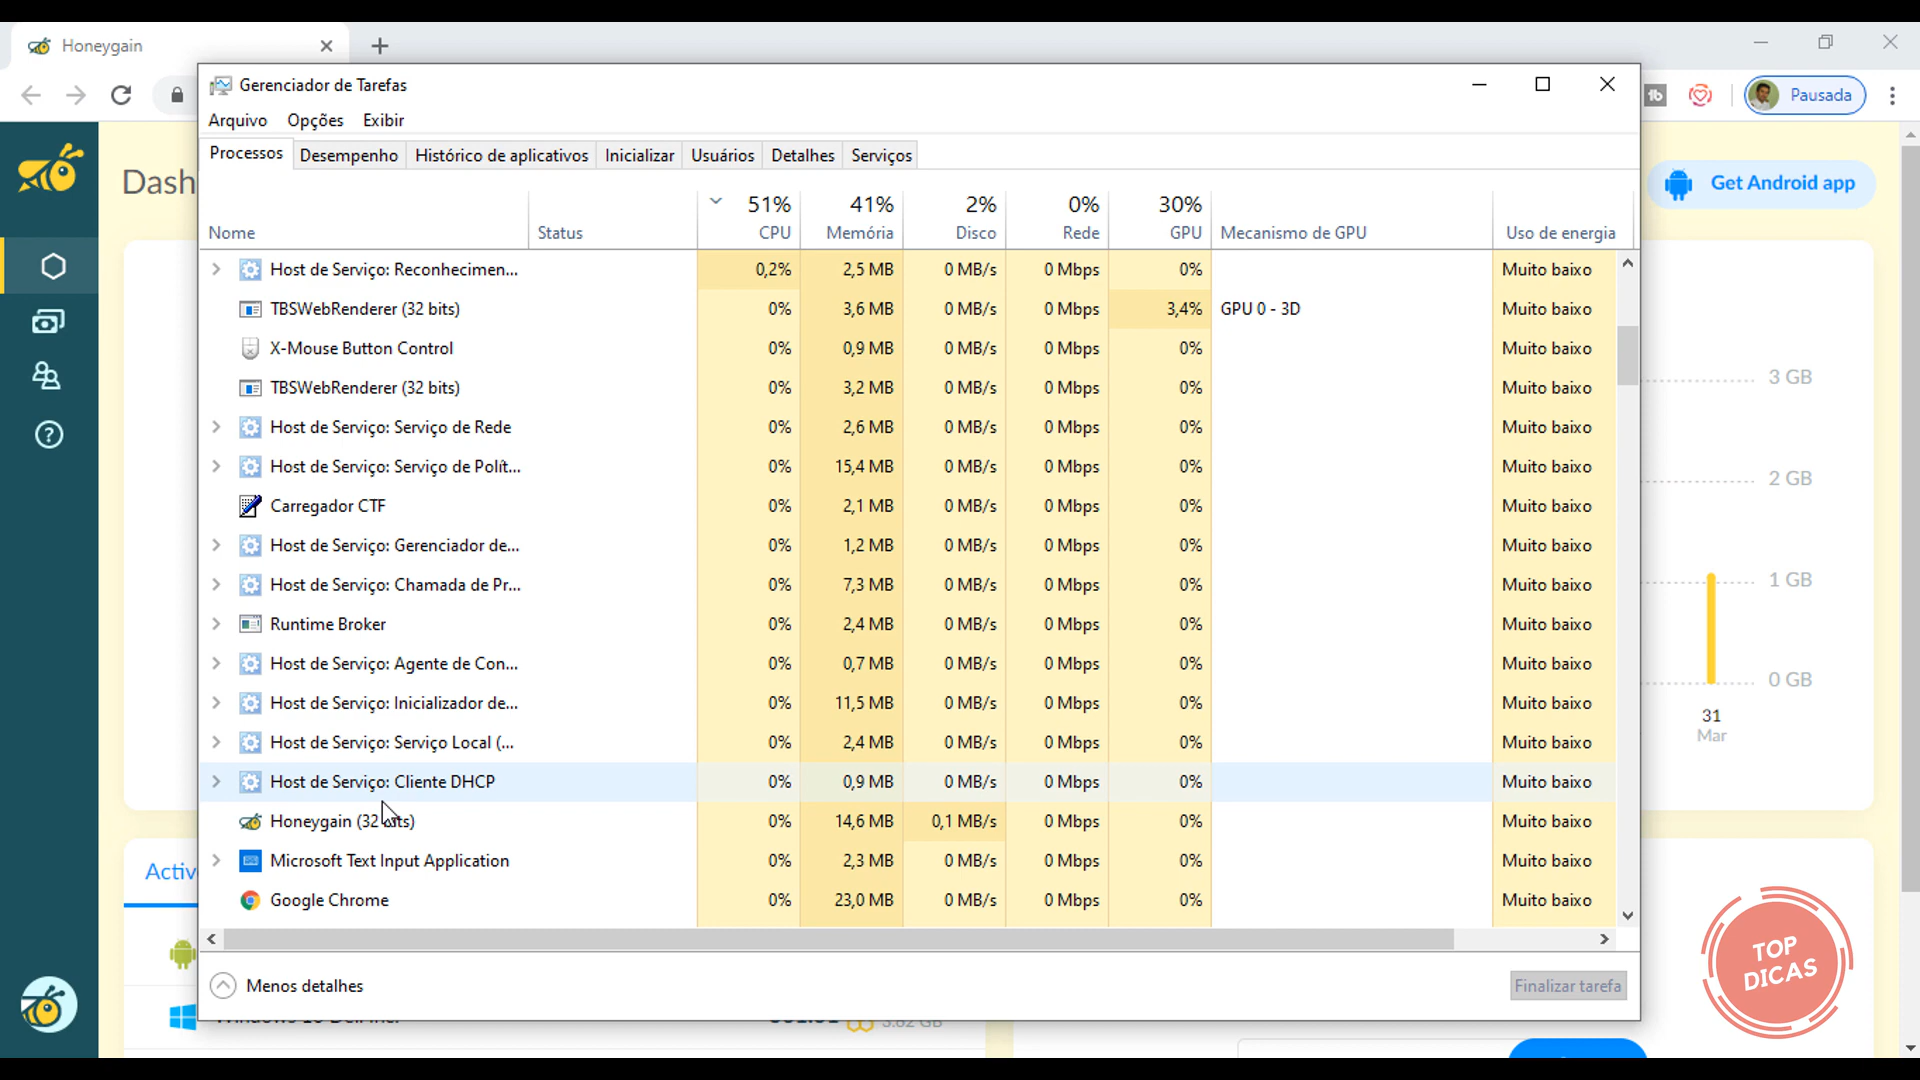 Honeygain
Pausada
Gerenciador de Tarefas
Arquivo Opções Exibir
Processos Desempenho Histórico de aplicativos Inicializar Usuários Detalhes Serviços
Dash
Get Android app
51% 41% 2% 0% 30%
Nome Status CPU Memória Disco Rede GPU Mecanismo de GPU Uso de energia
Host de Serviço: Reconhecimen... 0,2% 2,5 MB 0 MB/s 0 Mbps 0% Muito baixo
TBSWebRenderer (32 bits) 0% 3,6 MB 0 MB/s 0 Mbps 3,4% GPU 0 - 3D Muito baixo
X-Mouse Button Control 0% 0,9 MB 0 MB/s 0 Mbps 0% Muito baixo
TBSWebRenderer (32 bits) 0% 3,2 MB 0 MB/s 0 Mbps 0% Muito baixo
Host de Serviço: Serviço de Rede 0% 2,6 MB 0 MB/s 0 Mbps 0% Muito baixo
Host de Serviço: Serviço de Polít... 0% 15,4 MB 0 MB/s 0 Mbps 0% Muito baixo
Carregador CTF 0% 2,1 MB 0 MB/s 0 Mbps 0% Muito baixo
Host de Serviço: Gerenciador de... 0% 1,2 MB 0 MB/s 0 Mbps 0% Muito baixo
Host de Serviço: Chamada de Pr... 0% 7,3 MB 0 MB/s 0 Mbps 0% Muito baixo
Runtime Broker 0% 2,4 MB 0 MB/s 0 Mbps 0% Muito baixo
Host de Serviço: Agente de Con... 0% 0,7 MB 0 MB/s 0 Mbps 0% Muito baixo
Host de Serviço: Inicializador de... 0% 11,5 MB 0 MB/s 0 Mbps 0% Muito baixo
Host de Serviço: Serviço Local (... 0% 2,4 MB 0 MB/s 0 Mbps 0% Muito baixo
Host de Serviço: Cliente DHCP 0% 0,9 MB 0 MB/s 0 Mbps 0% Muito baixo
Honeygain (32 bits) 0% 14,6 MB 0,1 MB/s 0 Mbps 0% Muito baixo
Microsoft Text Input Application 0% 2,3 MB 0 MB/s 0 Mbps 0% Muito baixo
Google Chrome 0% 23,0 MB 0 MB/s 0 Mbps 0% Muito baixo
Menos detalhes
Finalizar tarefa
3 GB
2 GB
1 GB
0 GB
31
Mar
Activ
TOP
DICAS